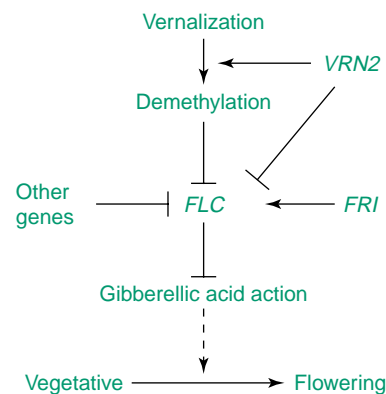 Vernalization
VRN2
Demethylation
Other
genes
FLC
FRI
Gibberellic acid action
Vegetative
Flowering